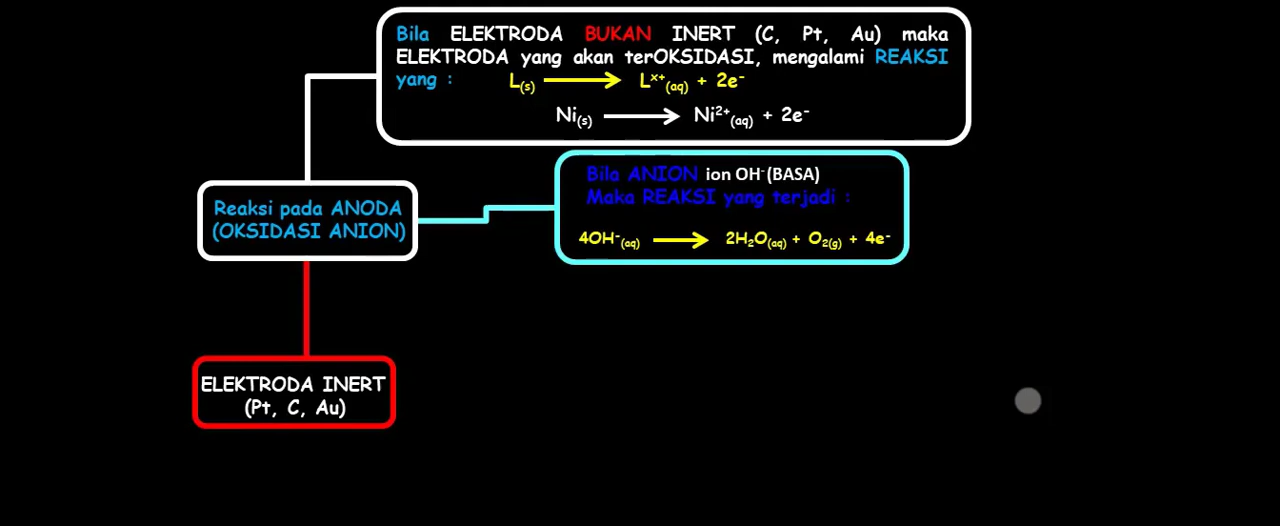 Bila ELEKTRODA BUKAN INERT (C, Pt, Au) maka
ELEKTRODA yang akan terOKSIDASI, mengalami REAKSI
yang : L(s) → Lˣ⁺(aq) + 2e⁻
Ni(s) → Ni²⁺(aq) + 2e⁻
Bila ANION ion OH⁻(BASA)
Maka REAKSI yang terjadi :
4OH⁻(aq) → 2H₂O(aq) + O₂(g) + 4e⁻
Reaksi pada ANODA
(OKSIDASI ANION)
ELEKTRODA INERT
(Pt, C, Au)